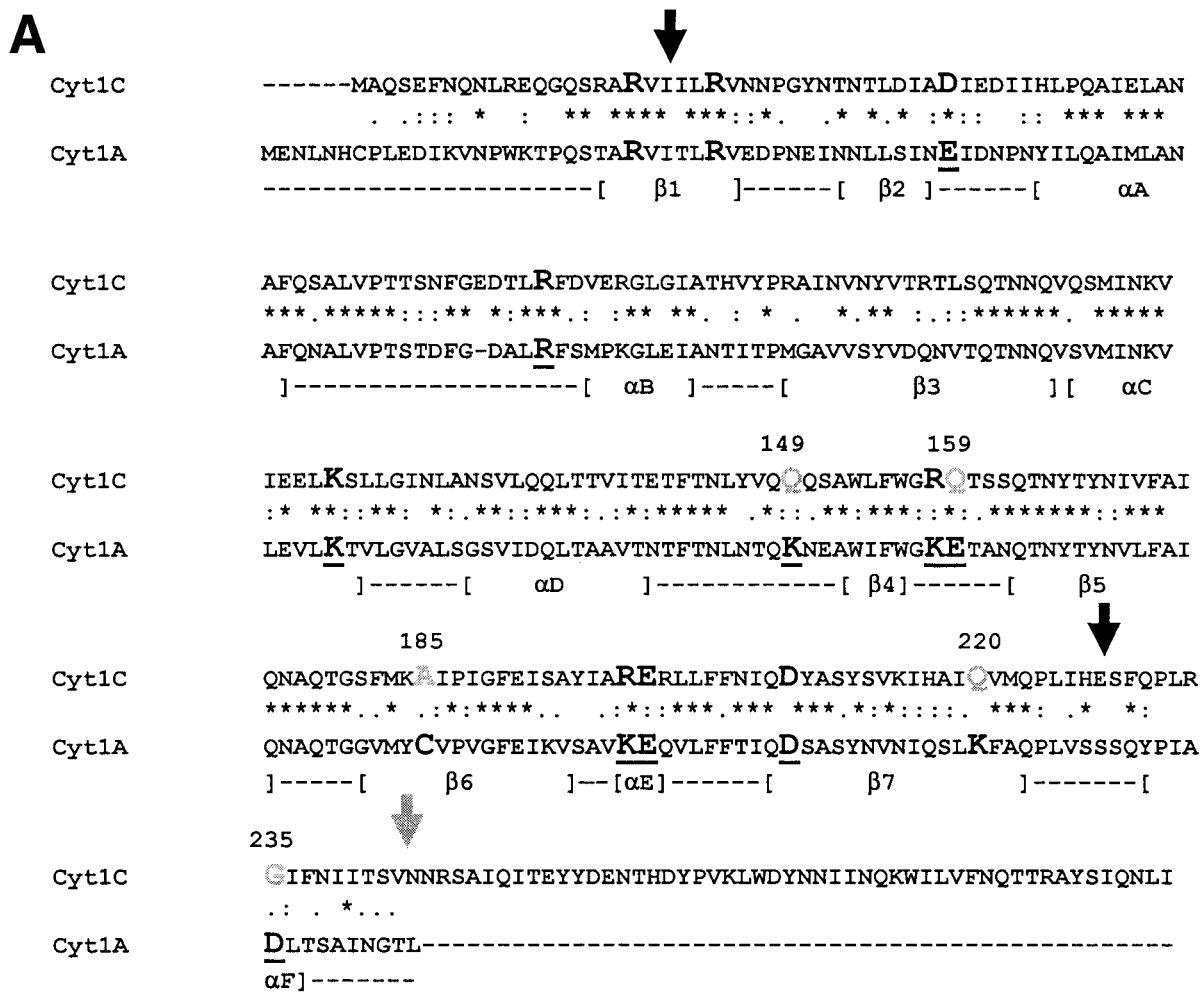 A
Cyt1C ------MAQSEFNQNLREQGQSRARVIILRVNNPGYNTNTLDIADIEDIIHLPQAIELAN
. .::: * : ** **** ***::*. .* *. .* :*:: :: *** ***
Cyt1A MENLNHCPLEDIKVNPWKTPQSTARVITLRVEDPNEINNLLSINEIDNPNYILQAIMLAN
----------------------[ β1 ]------[ β2 ]------[ αA
Cyt1C AFQSALVPTTSNFGEDTLRFDVERGLGIATHVYPRAINVNYVTRTLSQTNNQVQSMINKV
***.*****:::** *:***.: :** **. : * . *.** :.::******. *****
Cyt1A AFQNALVPTSTDFG-DALRFSMPKGLEIANTITPMGAVVSYVDQNVTQTNNQVSVMINKV
]--------------------[ αB ]-----[ β3 ][ αC
149 159
Cyt1C IEELKSLLGINLANSVLQQLTTVITETFTNLYVQQQSAWLFWGRQTSSQTNYTYNIVFAI
:* **::**: *.**::***:.:*:***** .*::.**:***::*:.********::***
Cyt1A LEVLKTVLGVALSGSVIDQLTAAVTNTFTNLNTQKNEAWIFWGKETANQTNYTYNVLFAI
]------[ αD ]------------[ β4]------[ β5
185 220
Cyt1C QNAQTGSFMKAIPIGFEISAYIARERLLFFNIQDYASYSVKIHAIQVMQPLIHESFQPLR
******..* .:*:****.. .:*:.***.*** ***.:*::::. ***: .* *:
Cyt1A QNAQTGGVMYCVPVGFEIKVSAVKEQVLFFTIQDSASYNVNIQSLKFAQPLVSSSQYPIA
]-----[ β6 ]--[αE]------[ β7 ]-------[
235
Cyt1C GIFNIITSVNNRSAIQITEYYDENTHDYPVKLWDYNNIINQKWILVFNQTTRAYSIQNLI
.: . *...
Cyt1A DLTSAINGTL--------------------------------------------------
αF]-------